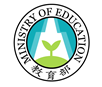 MINISTRY OF EDUCATION
教育部